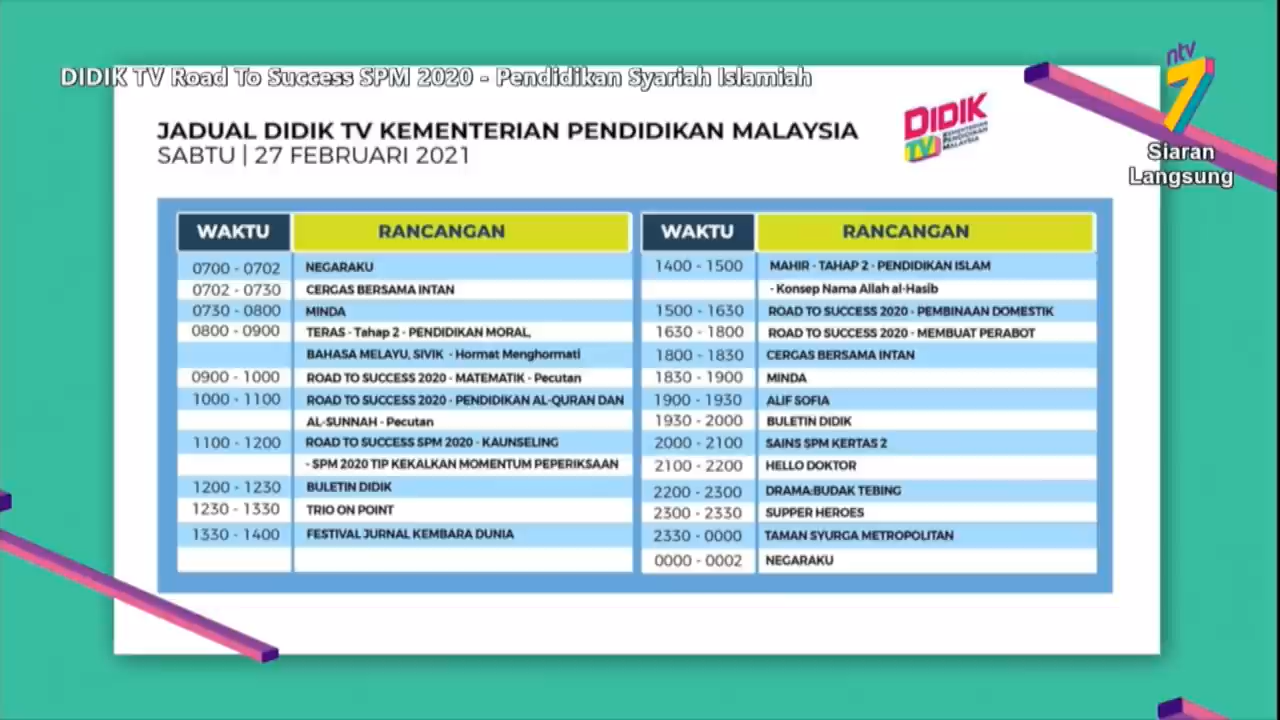 DIDIK TV Road To Success SPM 2020 - Pendidikan Syariah Islamiah
ntv
7
Siaran
Langsung
JADUAL DIDIK TV KEMENTERIAN PENDIDIKAN MALAYSIA
SABTU | 27 FEBRUARI 2021
DIDIK
TV
KEMENTERIAN
PENDIDIKAN
MALAYSIA
WAKTU RANCANGAN
0700 - 0702 NEGARAKU
0702 - 0730 CERGAS BERSAMA INTAN
0730 - 0800 MINDA
0800 - 0900 TERAS - Tahap 2 - PENDIDIKAN MORAL,
BAHASA MELAYU, SIVIK - Hormat Menghormati
0900 - 1000 ROAD TO SUCCESS 2020 - MATEMATIK - Pecutan
1000 - 1100 ROAD TO SUCCESS 2020 - PENDIDIKAN AL-QURAN DAN
AL-SUNNAH - Pecutan
1100 - 1200 ROAD TO SUCCESS SPM 2020 - KAUNSELING
- SPM 2020 TIP KEKALKAN MOMENTUM PEPERIKSAAN
1200 - 1230 BULETIN DIDIK
1230 - 1330 TRIO ON POINT
1330 - 1400 FESTIVAL JURNAL KEMBARA DUNIA
WAKTU RANCANGAN
1400 - 1500 MAHIR - TAHAP 2 - PENDIDIKAN ISLAM
- Konsep Nama Allah al-Hasib
1500 - 1630 ROAD TO SUCCESS 2020 - PEMBINAAN DOMESTIK
1630 - 1800 ROAD TO SUCCESS 2020 - MEMBUAT PERABOT
1800 - 1830 CERGAS BERSAMA INTAN
1830 - 1900 MINDA
1900 - 1930 ALIF SOFIA
1930 - 2000 BULETIN DIDIK
2000 - 2100 SAINS SPM KERTAS 2
2100 - 2200 HELLO DOKTOR
2200 - 2300 DRAMA:BUDAK TEBING
2300 - 2330 SUPPER HEROES
2330 - 0000 TAMAN SYURGA METROPOLITAN
0000 - 0002 NEGARAKU